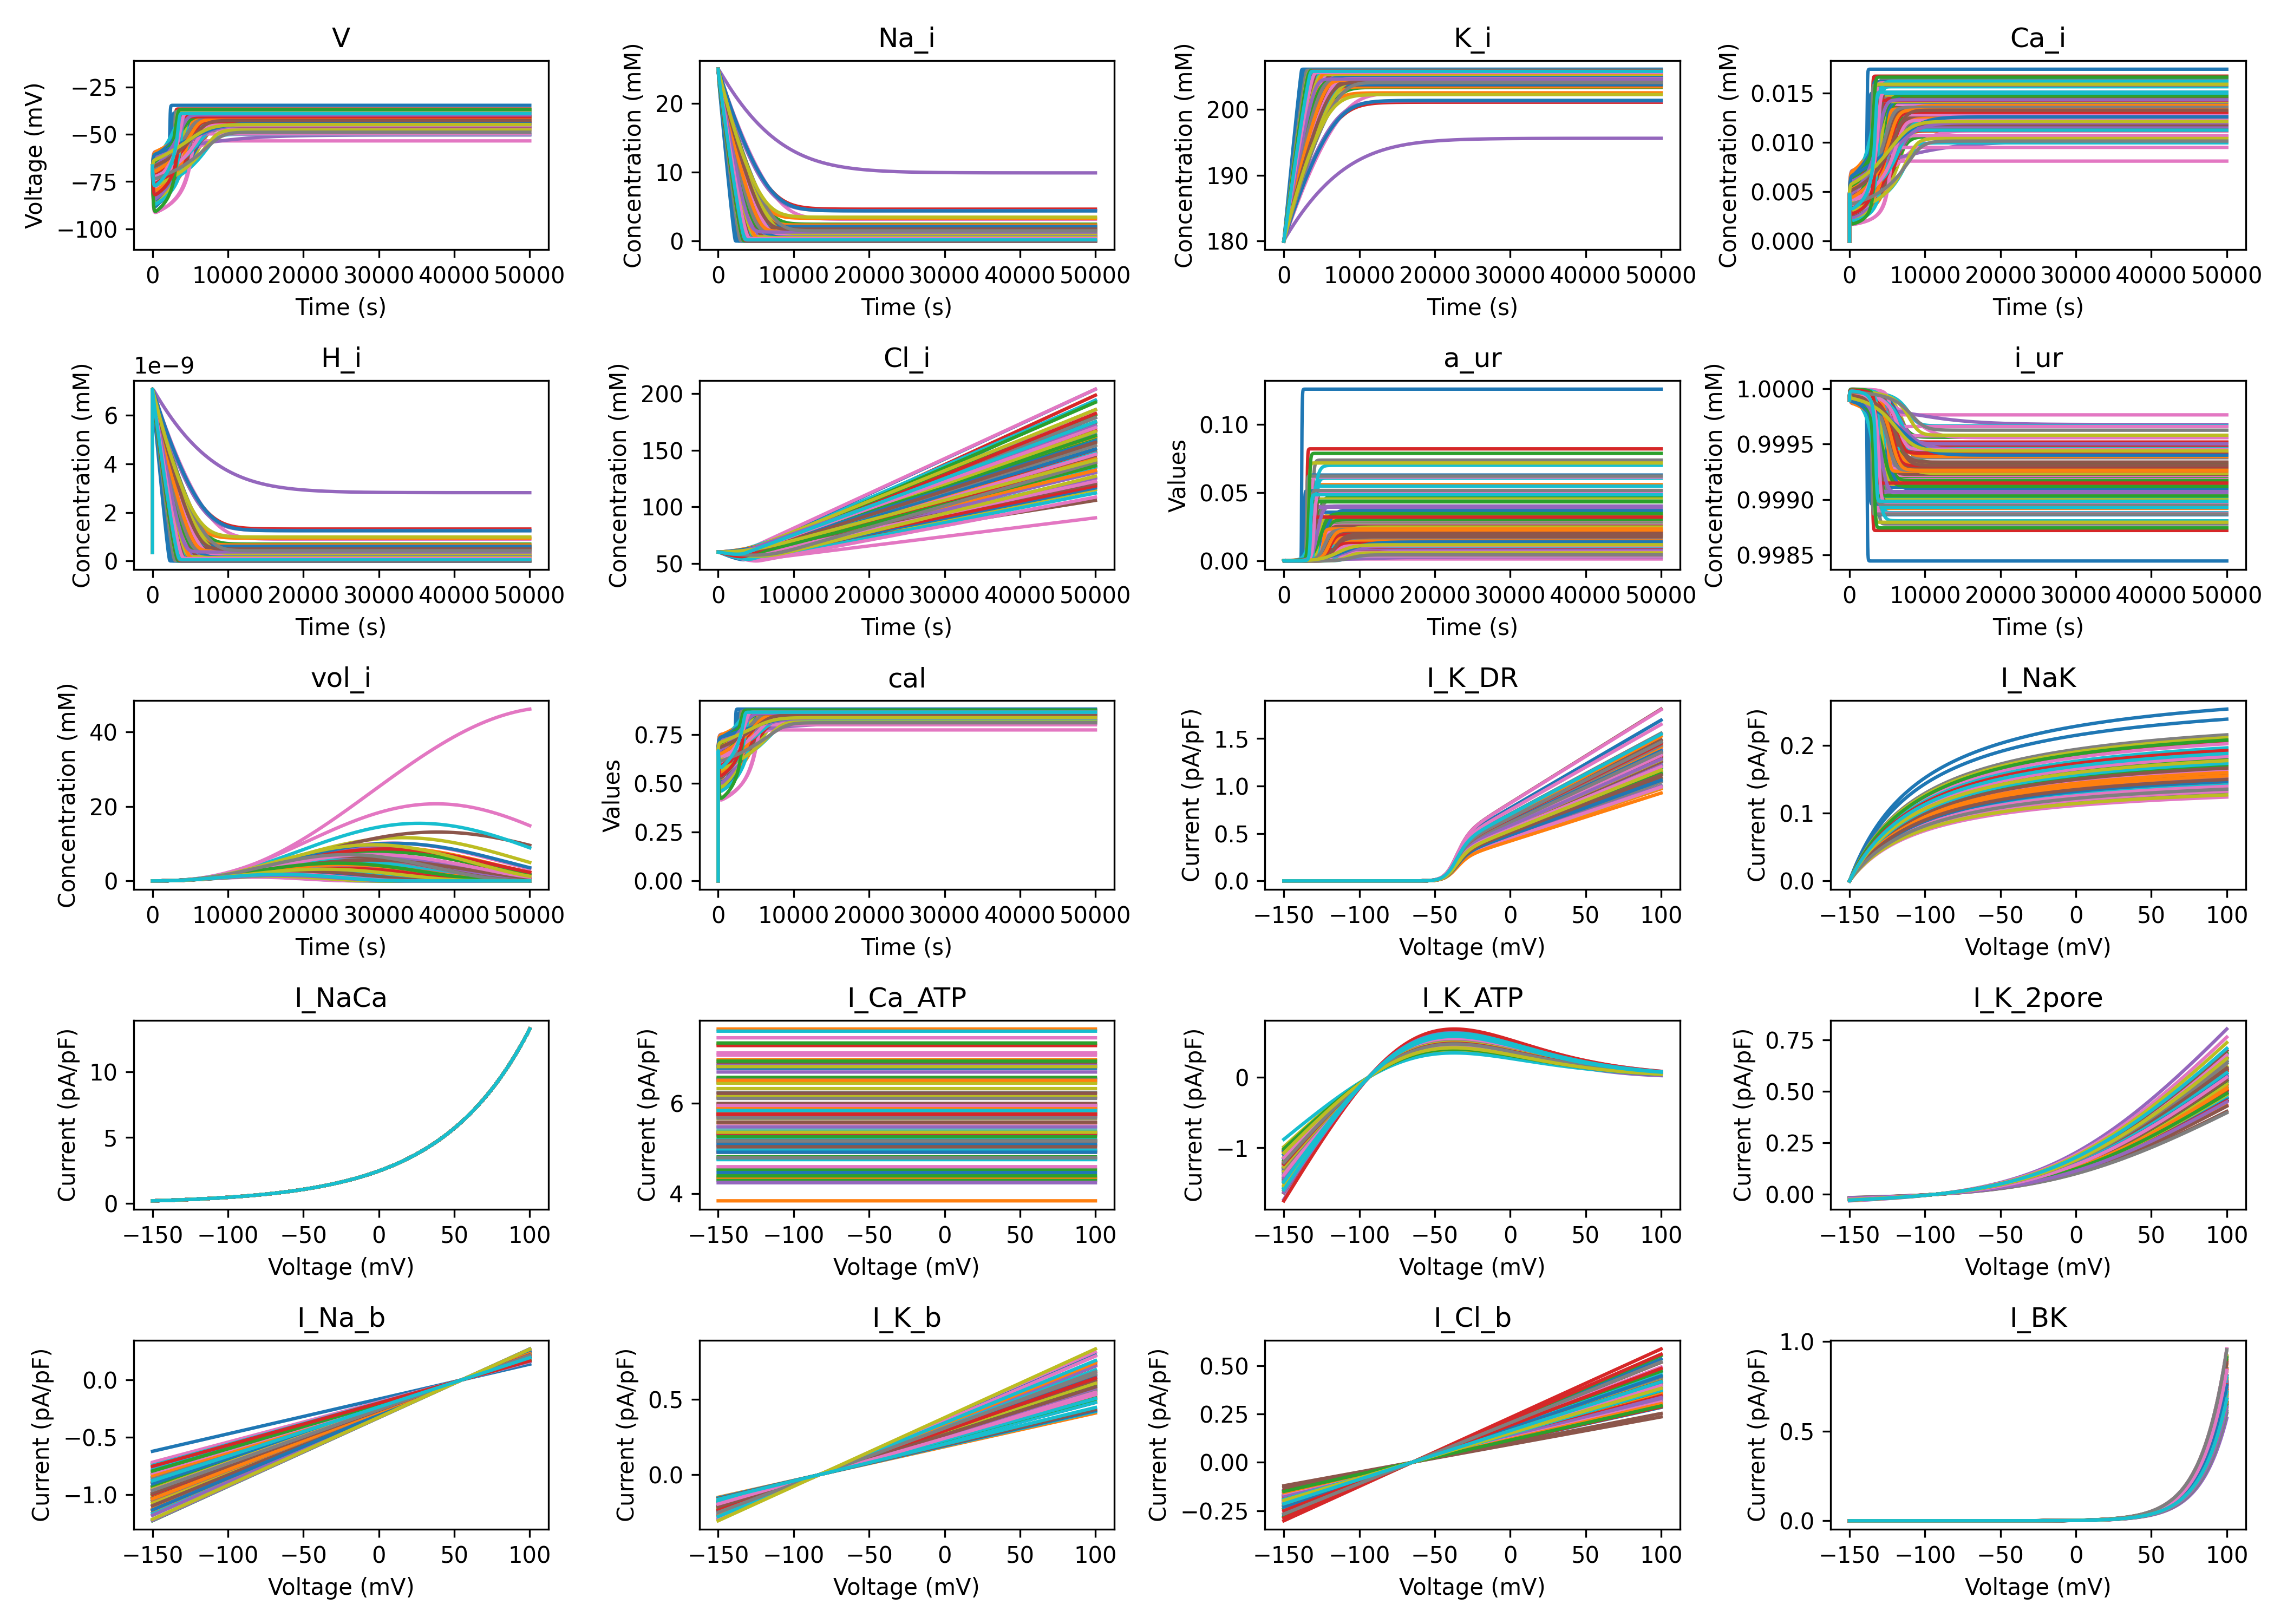 V
Na_i
K_i
Ca_i
Voltage (mV)
−25
−50
−75
−100
Concentration (mM)
20
10
0
Concentration (mM)
200
190
180
Concentration (mM)
0.015
0.010
0.005
0.000
0 10000 20000 30000 40000 50000
0 10000 20000 30000 40000 50000
0 10000 20000 30000 40000 50000
0 10000 20000 30000 40000 50000
Time (s)
Time (s)
Time (s)
Time (s)
1e−9
H_i
Cl_i
a_ur
i_ur
Concentration (mM)
6
4
2
0
Concentration (mM)
200
150
100
50
Values
0.10
0.05
0.00
Concentration (mM)
1.0000
0.9995
0.9990
0.9985
0 10000 20000 30000 40000 50000
0 10000 20000 30000 40000 50000
0 10000 20000 30000 40000 50000
0 10000 20000 30000 40000 50000
Time (s)
Time (s)
Time (s)
Time (s)
vol_i
cal
I_K_DR
I_NaK
Concentration (mM)
40
20
0
Values
0.75
0.50
0.25
0.00
Current (pA/pF)
1.5
1.0
0.5
0.0
Current (pA/pF)
0.2
0.1
0.0
0 10000 20000 30000 40000 50000
0 10000 20000 30000 40000 50000
−150 −100 −50 0 50 100
−150 −100 −50 0 50 100
Time (s)
Time (s)
Voltage (mV)
Voltage (mV)
I_NaCa
I_Ca_ATP
I_K_ATP
I_K_2pore
Current (pA/pF)
10
5
0
Current (pA/pF)
6
4
Current (pA/pF)
0
−1
Current (pA/pF)
0.75
0.50
0.25
0.00
−150 −100 −50 0 50 100
−150 −100 −50 0 50 100
−150 −100 −50 0 50 100
−150 −100 −50 0 50 100
Voltage (mV)
Voltage (mV)
Voltage (mV)
Voltage (mV)
I_Na_b
I_K_b
I_Cl_b
I_BK
Current (pA/pF)
0.0
−0.5
−1.0
Current (pA/pF)
0.5
0.0
Current (pA/pF)
0.50
0.25
0.00
−0.25
Current (pA/pF)
1.0
0.5
0.0
−150 −100 −50 0 50 100
−150 −100 −50 0 50 100
−150 −100 −50 0 50 100
−150 −100 −50 0 50 100
Voltage (mV)
Voltage (mV)
Voltage (mV)
Voltage (mV)